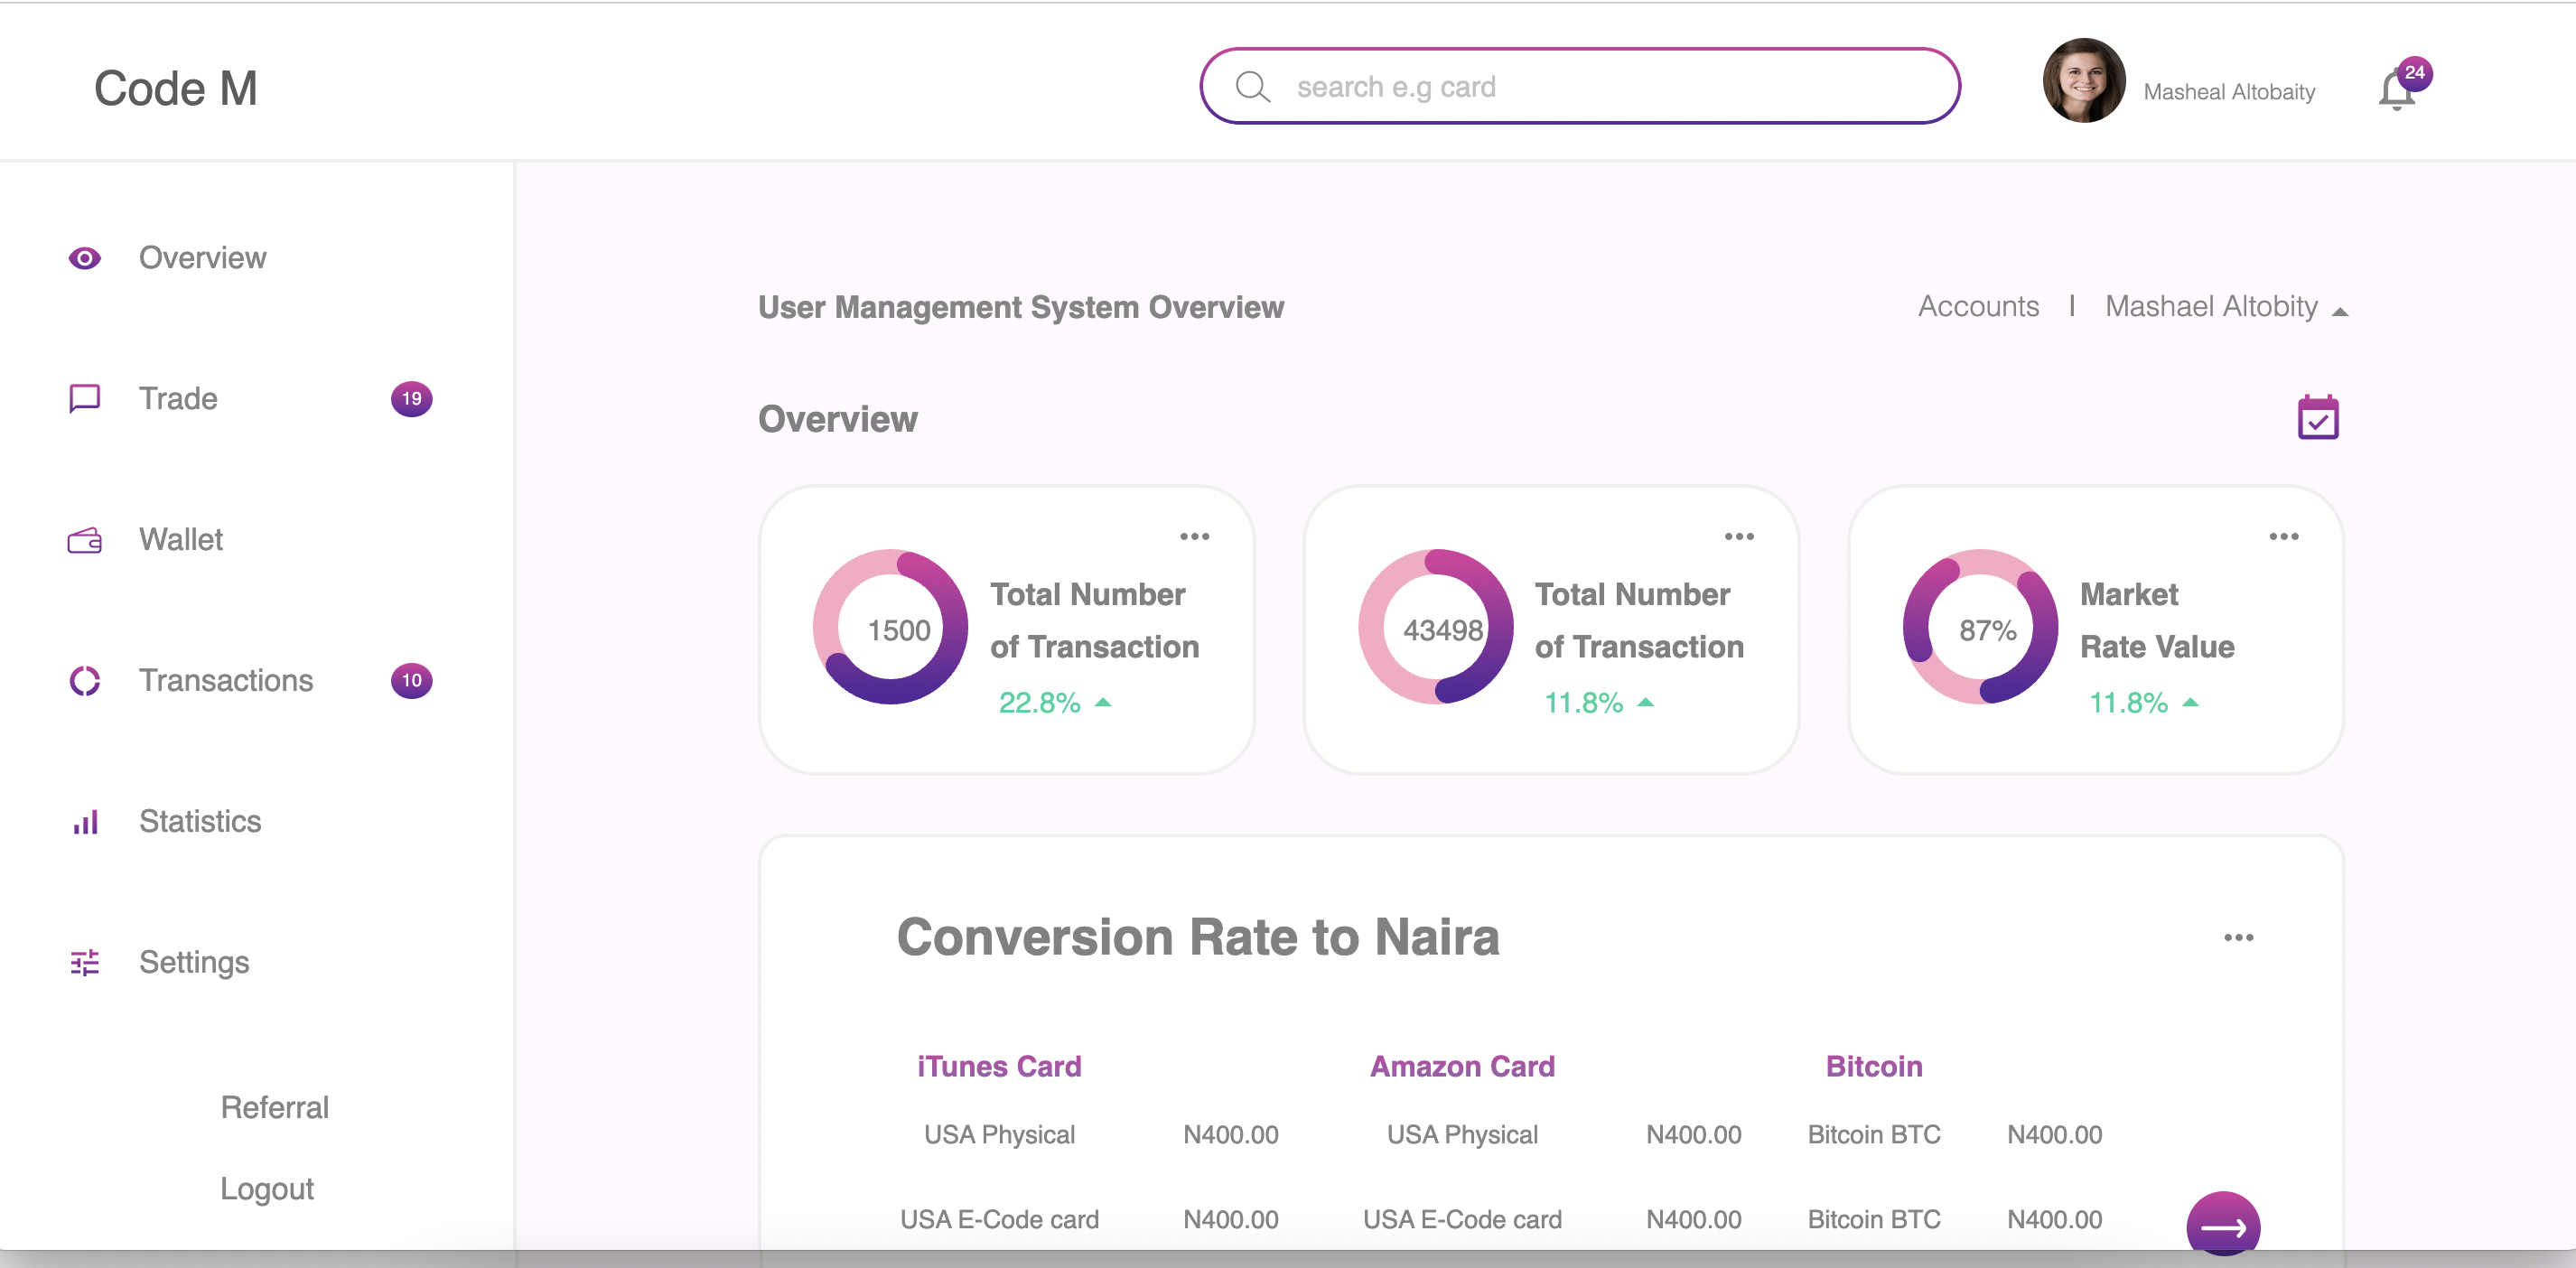 Code M
search e.g card
Masheal Altobaity
24
Overview
Trade 19
Wallet
Transactions 10
Statistics
Settings
Referral
Logout
User Management System Overview
Accounts | Mashael Altobity
Overview
1500
Total Number
of Transaction
22.8%
43498
Total Number
of Transaction
11.8%
87%
Market
Rate Value
11.8%
Conversion Rate to Naira
iTunes Card Amazon Card Bitcoin
USA Physical N400.00 USA Physical N400.00 Bitcoin BTC N400.00
USA E-Code card N400.00 USA E-Code card N400.00 Bitcoin BTC N400.00